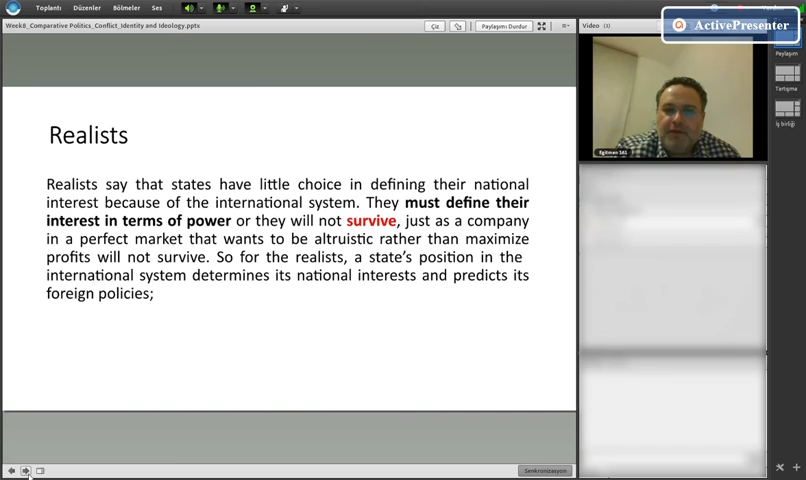 Toplantı Düzenler Bölmeler Ses
ActivePresenter
Week8_Comparative Politics_Conflict_Identity and Ideology.pptx
Çiz
Paylaşımı Durdur
Video (3)
Paylaşım
Tartışma
İş birliği
Eğitmen 161
Realists
Realists say that states have little choice in defining their national
interest because of the international system. They must define their
interest in terms of power or they will not survive, just as a company
in a perfect market that wants to be altruistic rather than maximize
profits will not survive. So for the realists, a state's position in the
international system determines its national interests and predicts its
foreign policies;
Senkronizasyon